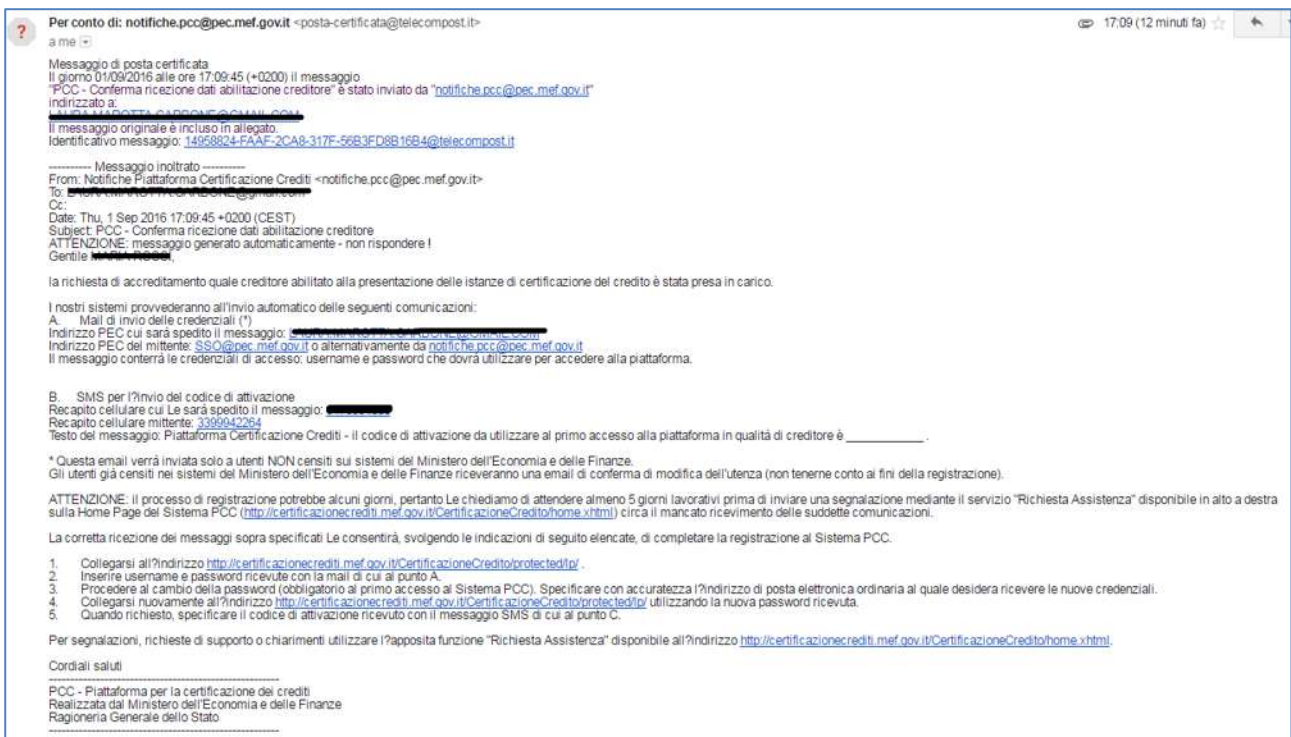 Per conto di: notifiche.pcc@pec.mef.gov.it <posta-certificata@telecompost.it>
17:09 (12 minuti fa)
a me
Messaggio di posta certificata
Il giorno 01/09/2016 alle ore 17:09:45 (+0200) il messaggio
"PCC - Conferma ricezione dati abilitazione creditore" è stato inviato da "notifiche.pcc@pec.mef.gov.it"
indirizzato a:
Il messaggio originale è incluso in allegato.
Identificativo messaggio: 14958824-FAAF-2CA8-317F-56B3FD8B16B4@telecompost.it
---------- Messaggio inoltrato ----------
From: Notifiche Piattaforma Certificazione Crediti <notifiche.pcc@pec.mef.gov.it>
To:
Cc:
Date: Thu, 1 Sep 2016 17:09:45 +0200 (CEST)
Subject: PCC - Conferma ricezione dati abilitazione creditore
ATTENZIONE: messaggio generato automaticamente - non rispondere !
Gentile
la richiesta di accreditamento quale creditore abilitato alla presentazione delle istanze di certificazione del credito è stata presa in carico.
I nostri sistemi provvederanno all'invio automatico delle seguenti comunicazioni:
A. Mail di invio delle credenziali (*)
Indirizzo PEC cui sarà spedito il messaggio:
Indirizzo PEC del mittente: SSO@pec.mef.gov.it o alternativamente da notifiche.pcc@pec.mef.gov.it
Il messaggio conterrà le credenziali di accesso: username e password che dovrà utilizzare per accedere alla piattaforma.
B. SMS per l?invio del codice di attivazione
Recapito cellulare cui Le sarà spedito il messaggio:
Recapito cellulare mittente: 3399942264
Testo del messaggio: Piattaforma Certificazione Crediti - il codice di attivazione da utilizzare al primo accesso alla piattaforma in qualità di creditore è ____________ .
* Questa email verrà inviata solo a utenti NON censiti sui sistemi del Ministero dell'Economia e delle Finanze.
Gli utenti già censiti nei sistemi del Ministero dell'Economia e delle Finanze riceveranno una email di conferma di modifica dell'utenza (non tenerne conto ai fini della registrazione).
ATTENZIONE: il processo di registrazione potrebbe alcuni giorni, pertanto Le chiediamo di attendere almeno 5 giorni lavorativi prima di inviare una segnalazione mediante il servizio "Richiesta Assistenza" disponibile in alto a destra
sulla Home Page del Sistema PCC (http://certificazionecrediti.mef.gov.it/CertificazioneCredito/home.xhtml) circa il mancato ricevimento delle suddette comunicazioni.
La corretta ricezione dei messaggi sopra specificati Le consentirà, svolgendo le indicazioni di seguito elencate, di completare la registrazione al Sistema PCC.
1. Collegarsi all?indirizzo http://certificazionecrediti.mef.gov.it/CertificazioneCredito/protected/lp/ .
2. Inserire username e password ricevute con la mail di cui al punto A.
3. Procedere al cambio della password (obbligatorio al primo accesso al Sistema PCC). Specificare con accuratezza l?indirizzo di posta elettronica ordinaria al quale desidera ricevere le nuove credenziali.
4. Collegarsi nuovamente all?indirizzo http://certificazionecrediti.mef.gov.it/CertificazioneCredito/protected/lp/ utilizzando la nuova password ricevuta.
5. Quando richiesto, specificare il codice di attivazione ricevuto con il messaggio SMS di cui al punto C.
Per segnalazioni, richieste di supporto o chiarimenti utilizzare l?apposita funzione "Richiesta Assistenza" disponibile all?indirizzo http://certificazionecrediti.mef.gov.it/CertificazioneCredito/home.xhtml.
Cordiali saluti
--------------------------------------------------
PCC - Piattaforma per la certificazione dei crediti
Realizzata dal Ministero dell'Economia e delle Finanze
Ragioneria Generale dello Stato
--------------------------------------------------